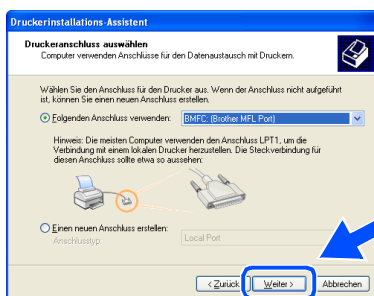 Druckerinstallations-Assistent
Druckeranschluss auswählen
Computer verwenden Anschlüsse für den Datenaustausch mit Druckern.
Wählen Sie den Anschluss für den Drucker aus. Wenn der Anschluss nicht aufgeführt
ist, können Sie einen neuen Anschluss erstellen.
Folgenden Anschluss verwenden: BMFC: (Brother MFL Port)
Hinweis: Die meisten Computer verwenden den Anschluss LPT1, um die
Verbindung mit einem lokalen Drucker herzustellen. Die Steckverbindung für
diesen Anschluss sollte etwa so aussehen:
Einen neuen Anschluss erstellen:
Anschlusstyp: Local Port
< Zurück Weiter > Abbrechen